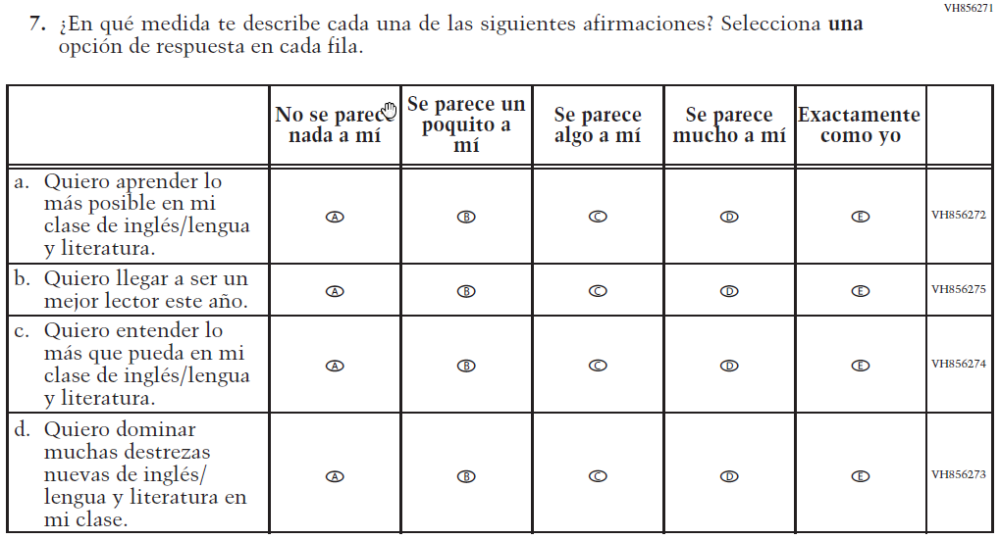 VH856271
7. ¿En qué medida te describe cada una de las siguientes afirmaciones? Selecciona una
opción de respuesta en cada fila.
No se parece
nada a mí
Se parece un
poquito a
mí
Se parece
algo a mí
Se parece
mucho a mí
Exactamente
como yo
a. Quiero aprender lo
más posible en mi
clase de inglés/lengua
y literatura.
A B C D E VH856272
b. Quiero llegar a ser un
mejor lector este año.
A B C D E VH856275
c. Quiero entender lo
más que pueda en mi
clase de inglés/lengua
y literatura.
A B C D E VH856274
d. Quiero dominar
muchas destrezas
nuevas de inglés/
lengua y literatura en
mi clase.
A B C D E VH856273